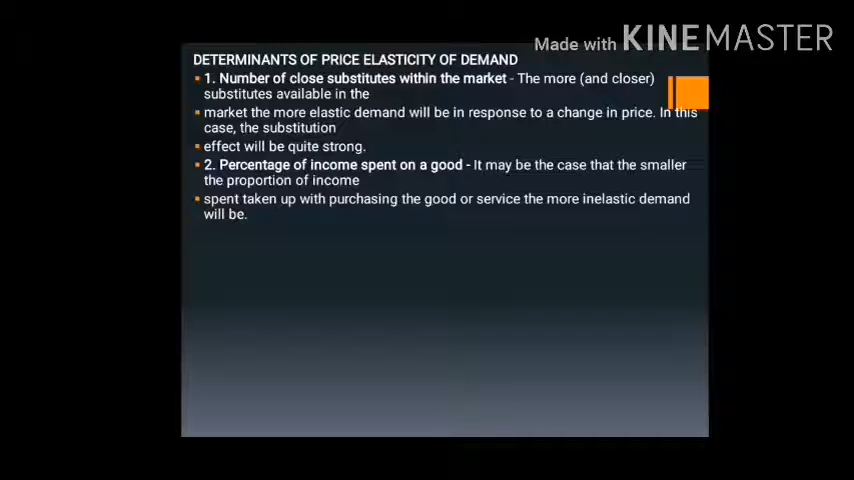 Made with KINEMASTER
DETERMINANTS OF PRICE ELASTICITY OF DEMAND
▪ 1. Number of close substitutes within the market - The more (and closer)
substitutes available in the
▪ market the more elastic demand will be in response to a change in price. In this
case, the substitution
▪ effect will be quite strong.
▪ 2. Percentage of income spent on a good - It may be the case that the smaller
the proportion of income
▪ spent taken up with purchasing the good or service the more inelastic demand
will be.